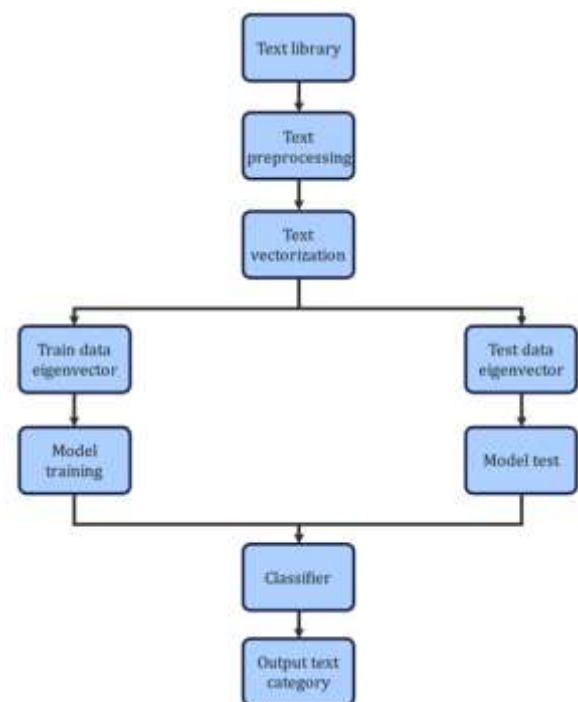 Text library
Text
preprocessing
Text
vectorization
Train data
eigenvector
Test data
eigenvector
Model
training
Model test
Classifier
Output text
category